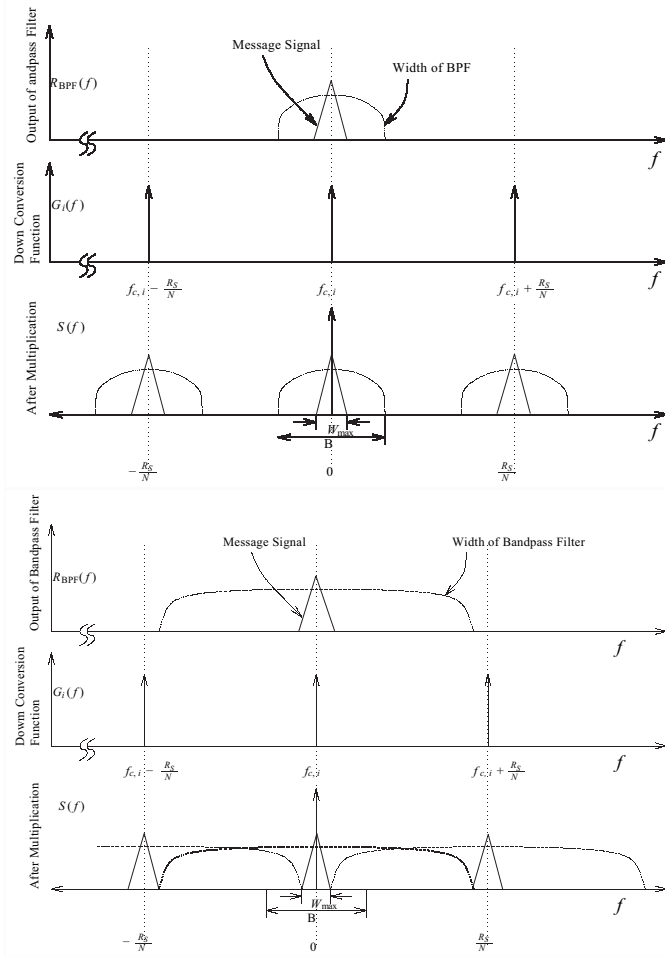 Message Signal
Width of BPF
Output of andpass Filter
R_BPF(f)
f
Down Conversion
Function
G_i(f)
f
f_{c, i} − R_S/N
f_{c, i}
f_{c, i} + R_S/N
After Multiplication
S(f)
f
W_max
B
− R_S/N
0
R_S/N
Message Signal
Width of Bandpass Filter
Output of Bandpass Filter
R_BPF(f)
f
Down Conversion
Function
G_i(f)
f
f_{c, i} − R_S/N
f_{c, i}
f_{c, i} + R_S/N
After Multiplication
S(f)
f
W_max
B
− R_S/N
0
R_S/N